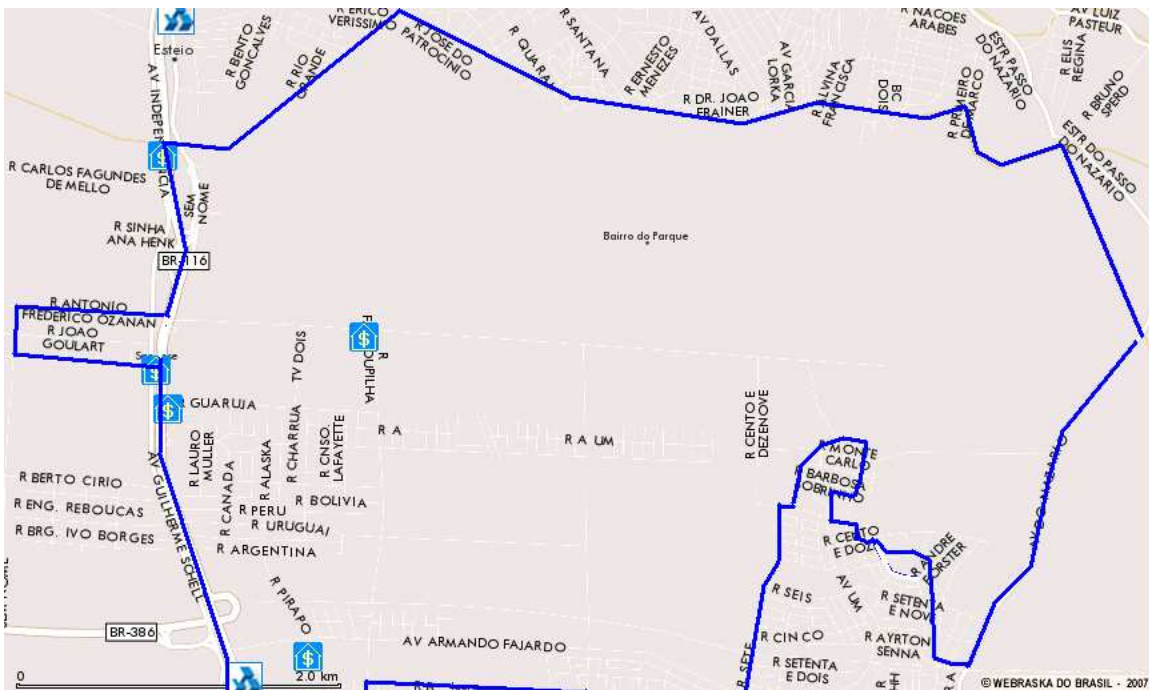 R ERICO
VERISSIMO
R JOSE DO
PATROCINIO
R SANTANA
AV DALLAS
R NACOES
ARABES
AV LUIZ
PASTEUR
Esteio
R BENTO
GONCALVES
R RIO
GRANDE
R QUARAI
R ERNESTO
MENEZES
AV GARCIA
LORKA
R ALVINA
FRANCISCA
BC
DOIS
ESTR PASSO
DO NAZARIO
R ELIS
REGINA
R BRUNO
SPERD
AV INDEPENDENCIA
R DR. JOAO
FRAINER
R PRIMEIRO
DE MARCO
ESTR DO PASSO
DO NAZARIO
R CARLOS FAGUNDES
DE MELLO
SEM
NOME
R SINHA
ANA HENK
BR-116
Bairro do Parque
R ANTONIO
FREDERICO OZANAN
R JOAO
GOULART
TV DOIS
R GUARUJA
R CHARRUA
R CNSO.
LAFAYETTE
R A
R A UM
R CENTO E
DEZENOVE
R LAURO
MULLER
R ALASKA
R CANADA
R MONTE
CARLO
R BARBOSA
SOBRINHO
R BERTO CIRIO
R BOLIVIA
R ENG. REBOUCAS
R PERU
R URUGUAI
R BRG. IVO BORGES
R ARGENTINA
AV GUILHERME SCHELL
R CENTO
E DOZE
R ANDRE
FORSTER
AV DO NAZARIO
R PIRAPO
R SEIS
AV UM
R SETENTA
E NOVE
BR-386
AV ARMANDO FAJARDO
R CINCO
R AYRTON
SENNA
R SETE
R SETENTA
E DOIS
0 2.0 km
© WEBRASKA DO BRASIL - 2007